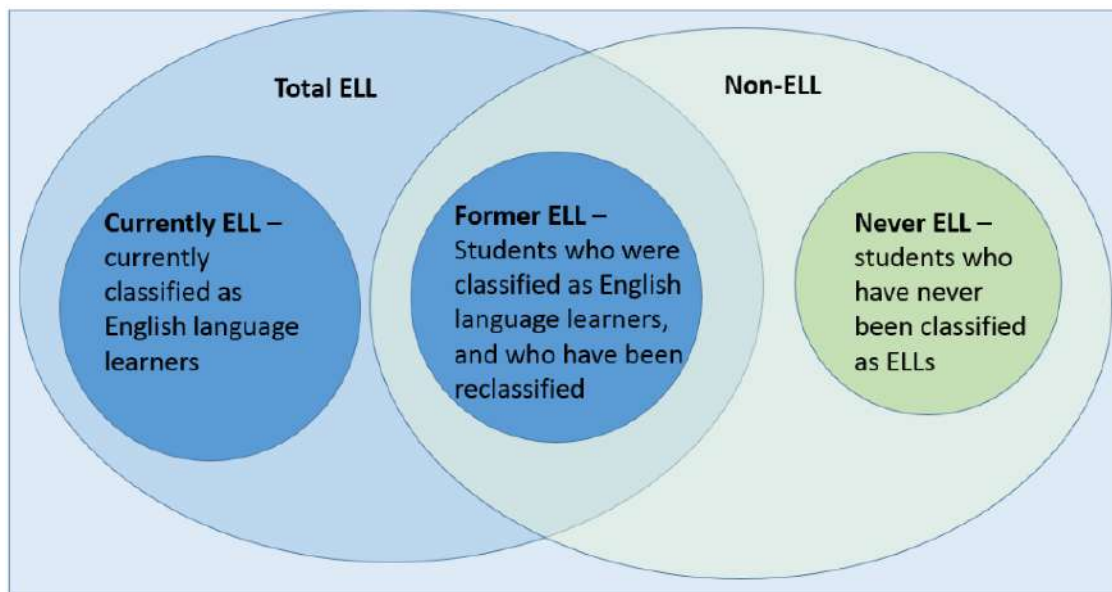 Total ELL
Non-ELL
Currently ELL –
currently
classified as
English language
learners
Former ELL –
Students who were
classified as English
language learners,
and who have been
reclassified
Never ELL –
students who
have never
been classified
as ELLs